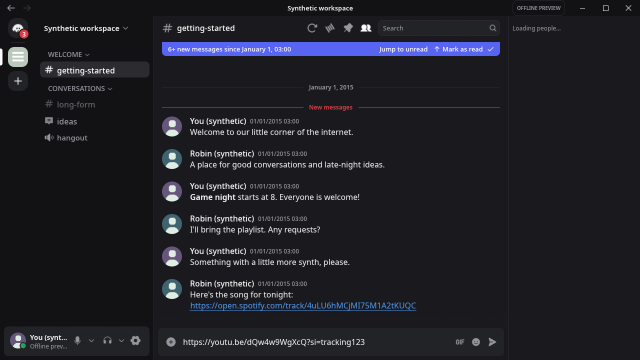 Synthetic workspace
OFFLINE PREVIEW
3
Synthetic workspace
getting-started
Search
Loading people...
6+ new messages since January 1, 03:00
Jump to unread
Mark as read
WELCOME
getting-started
CONVERSATIONS
long-form
ideas
hangout
January 1, 2015
New messages
You (synthetic) 01/01/2015 03:00
Welcome to our little corner of the internet.
Robin (synthetic) 01/01/2015 03:00
A place for good conversations and late-night ideas.
You (synthetic) 01/01/2015 03:00
Game night starts at 8. Everyone is welcome!
Robin (synthetic) 01/01/2015 03:00
I'll bring the playlist. Any requests?
You (synthetic) 01/01/2015 03:00
Something with a little more synth, please.
Robin (synthetic) 01/01/2015 03:00
Here's the song for tonight:
https://open.spotify.com/track/4uLU6hMCjMI75M1A2tKUQC
You (synt...
Offline prev...
https://youtu.be/dQw4w9WgXcQ?si=tracking123
GIF